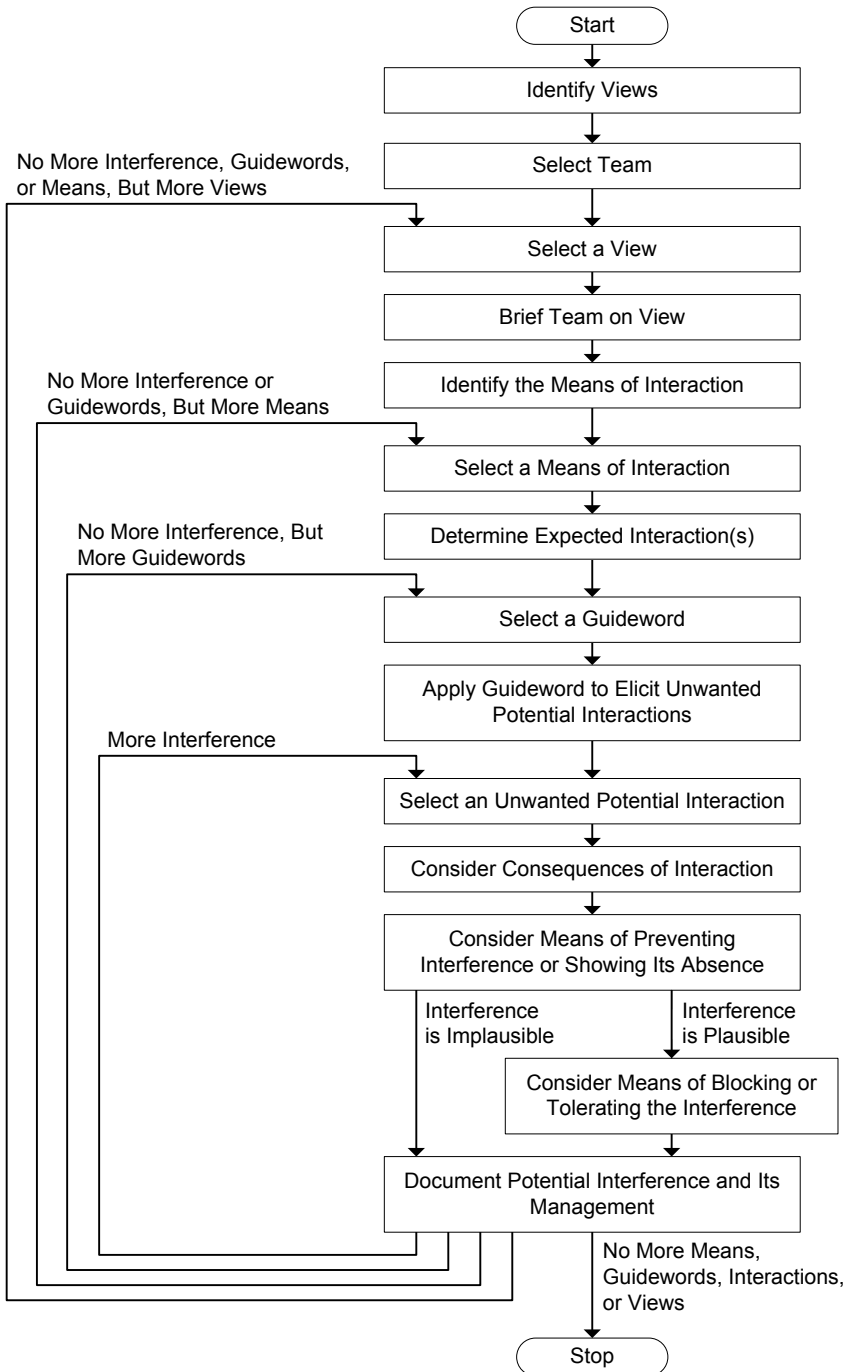 Start
Identify Views
No More Interference, Guidewords,
or Means, But More Views
Select Team
Select a View
Brief Team on View
No More Interference or
Guidewords, But More Means
Identify the Means of Interaction
Select a Means of Interaction
No More Interference, But
More Guidewords
Determine Expected Interaction(s)
Select a Guideword
Apply Guideword to Elicit Unwanted
Potential Interactions
More Interference
Select an Unwanted Potential Interaction
Consider Consequences of Interaction
Consider Means of Preventing
Interference or Showing Its Absence
Interference
is Implausible
Interference
is Plausible
Consider Means of Blocking or
Tolerating the Interference
Document Potential Interference and Its
Management
No More Means,
Guidewords, Interactions,
or Views
Stop